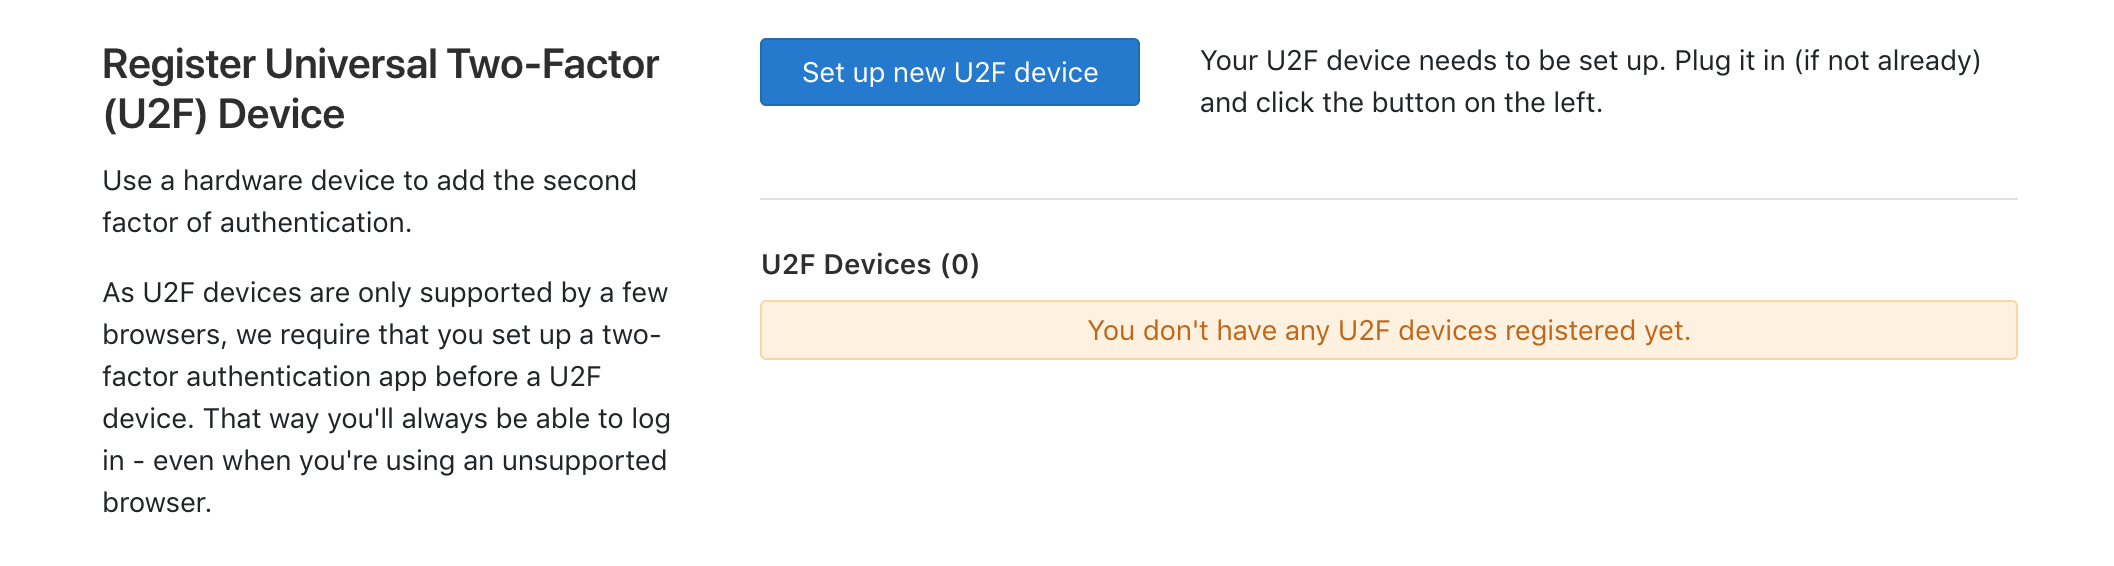 Register Universal Two-Factor
(U2F) Device
Use a hardware device to add the second
factor of authentication.
As U2F devices are only supported by a few
browsers, we require that you set up a two-
factor authentication app before a U2F
device. That way you'll always be able to log
in - even when you're using an unsupported
browser.
Set up new U2F device
Your U2F device needs to be set up. Plug it in (if not already)
and click the button on the left.
U2F Devices (0)
You don't have any U2F devices registered yet.